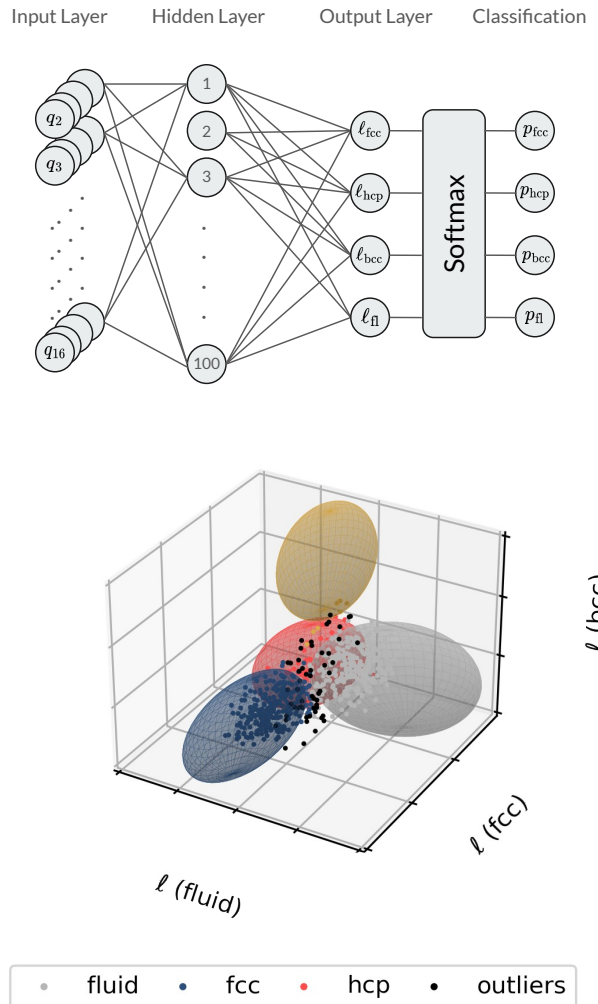 Input Layer Hidden Layer Output Layer Classification
1
q₂ 2 ℓfcc pfcc
q₃ 3 ℓhcp phcp
Softmax
ℓbcc pbcc
ℓfl pfl
q₁₆ 100
ℓ (bcc)
ℓ (fcc)
ℓ (fluid)
fluid fcc hcp outliers